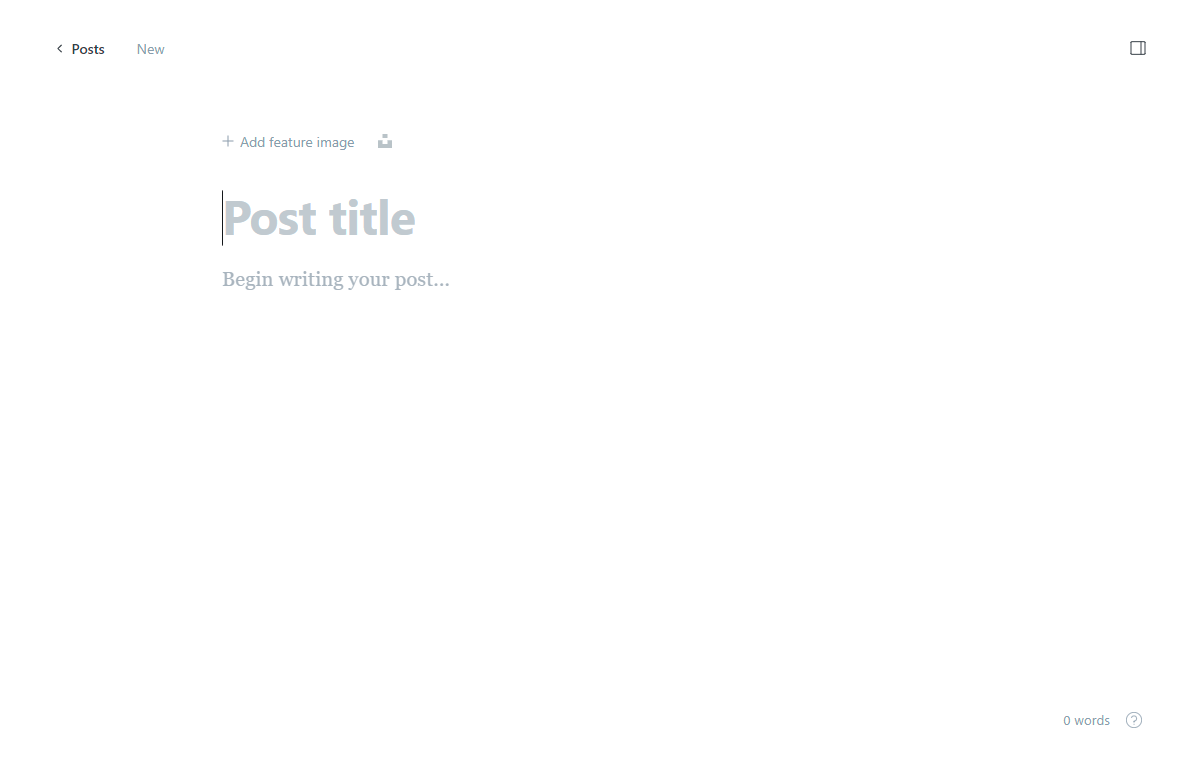 Posts New
Add feature image
Post title
Begin writing your post...
0 words